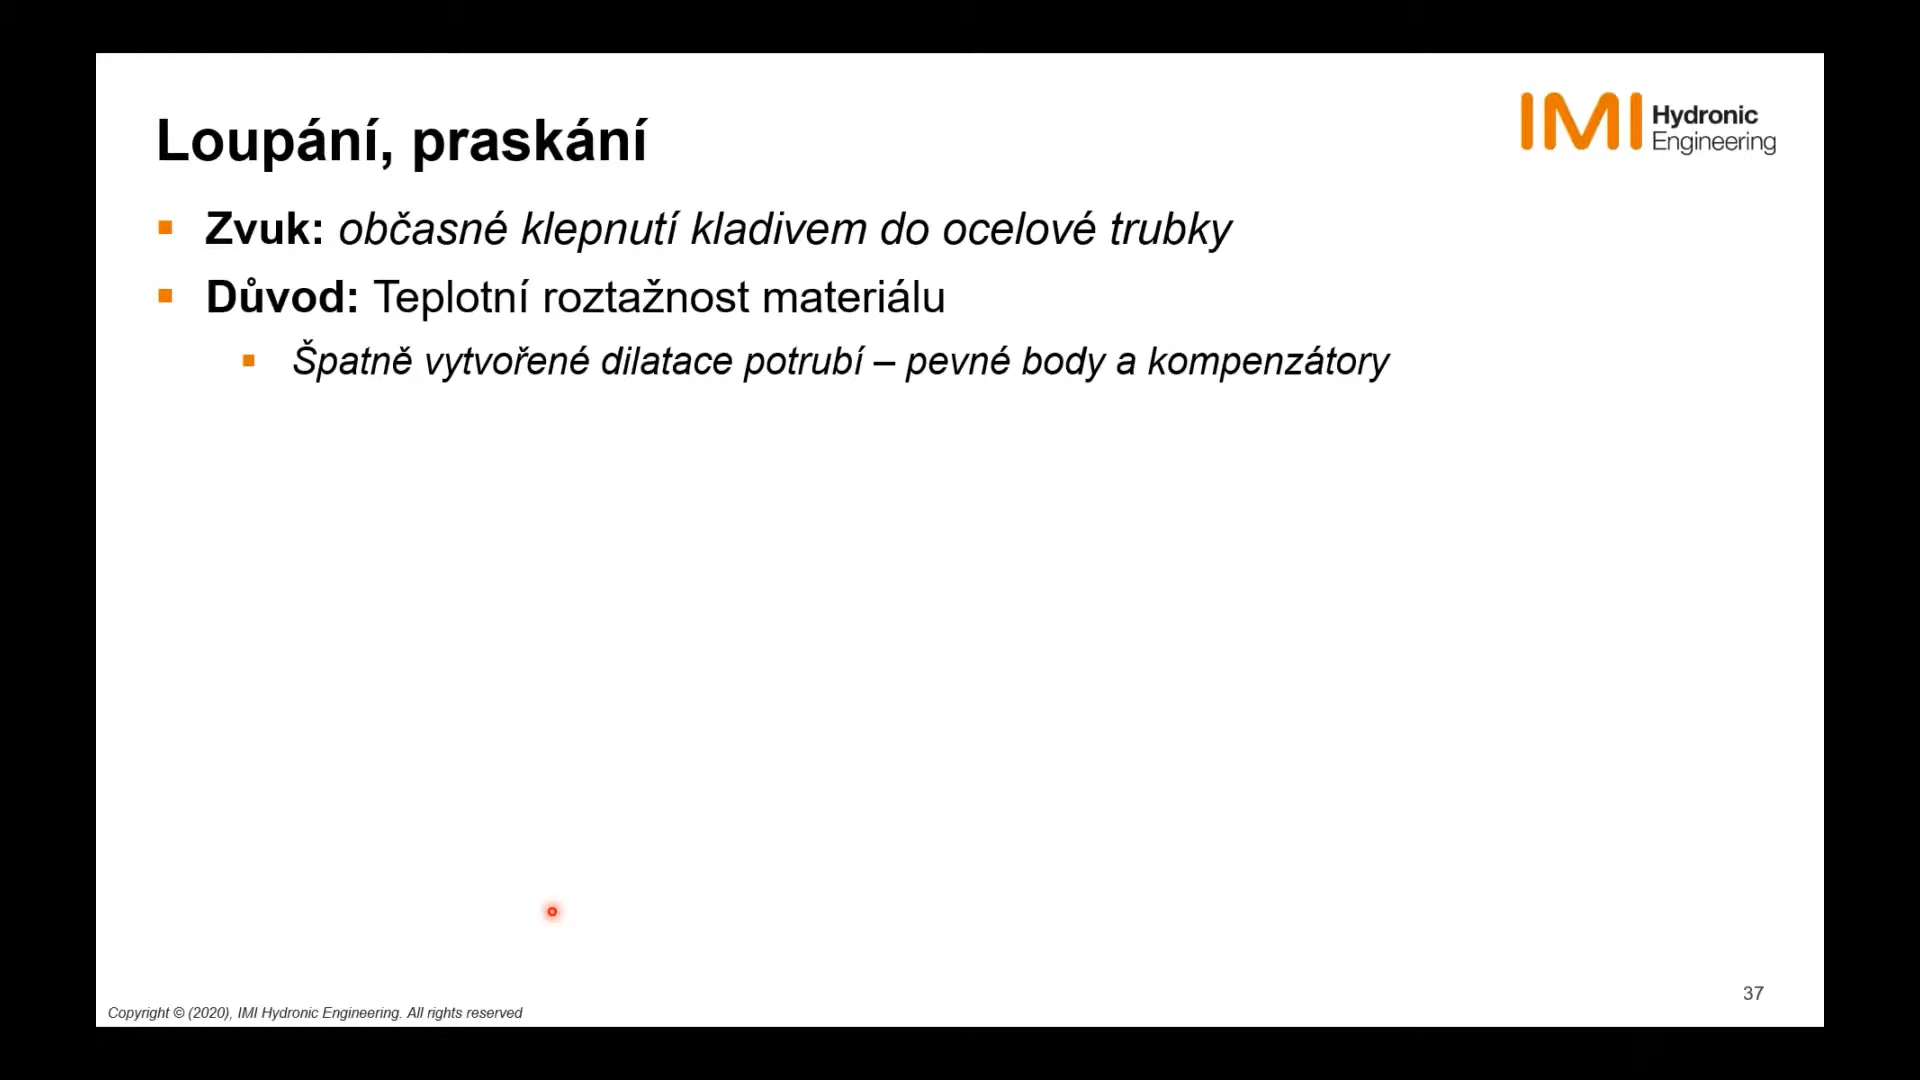 Loupání, praskání
IMI Hydronic
Engineering
Zvuk: občasné klepnutí kladivem do ocelové trubky
Důvod: Teplotní roztažnost materiálu
Špatně vytvořené dilatace potrubí – pevné body a kompenzátory
37
Copyright © (2020), IMI Hydronic Engineering. All rights reserved